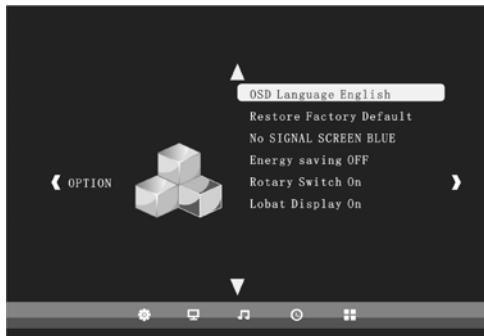 OSD Language English
Restore Factory Default
No SIGNAL SCREEN BLUE
Energy saving OFF
OPTION
Rotary Switch On
Lobat Display On